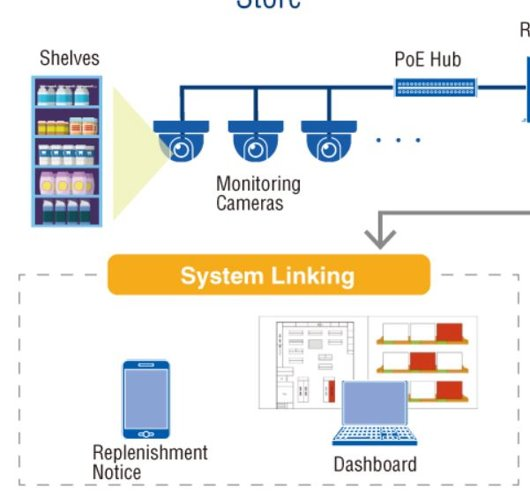 Store
R
Shelves
PoE Hub
Monitoring
Cameras
System Linking
Replenishment
Notice
Dashboard